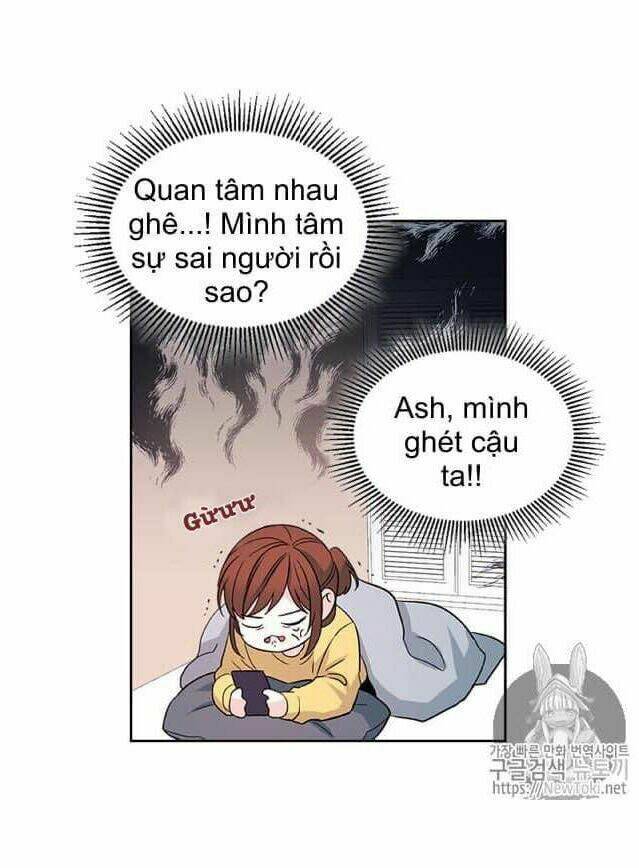 Quan tâm nhau
ghê...! Mình tâm
sự sai người rồi
sao?
Ash, mình
ghét cậu
ta!!
Gừưư
가장 빠른 만화 번역사이트
구글검색 뉴토끼
https://NewToki.net